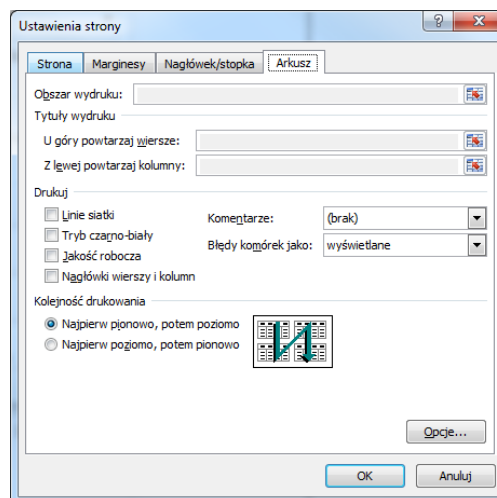 Ustawienia strony
Strona Marginesy Nagłówek/stopka Arkusz
Obszar wydruku:
Tytuły wydruku
U góry powtarzaj wiersze:
Z lewej powtarzaj kolumny:
Drukuj
Linie siatki
Komentarze: (brak)
Tryb czarno-biały
Błędy komórek jako: wyświetlane
Jakość robocza
Nagłówki wierszy i kolumn
Kolejność drukowania
Najpierw pionowo, potem poziomo
Najpierw poziomo, potem pionowo
Opcje...
OK Anuluj